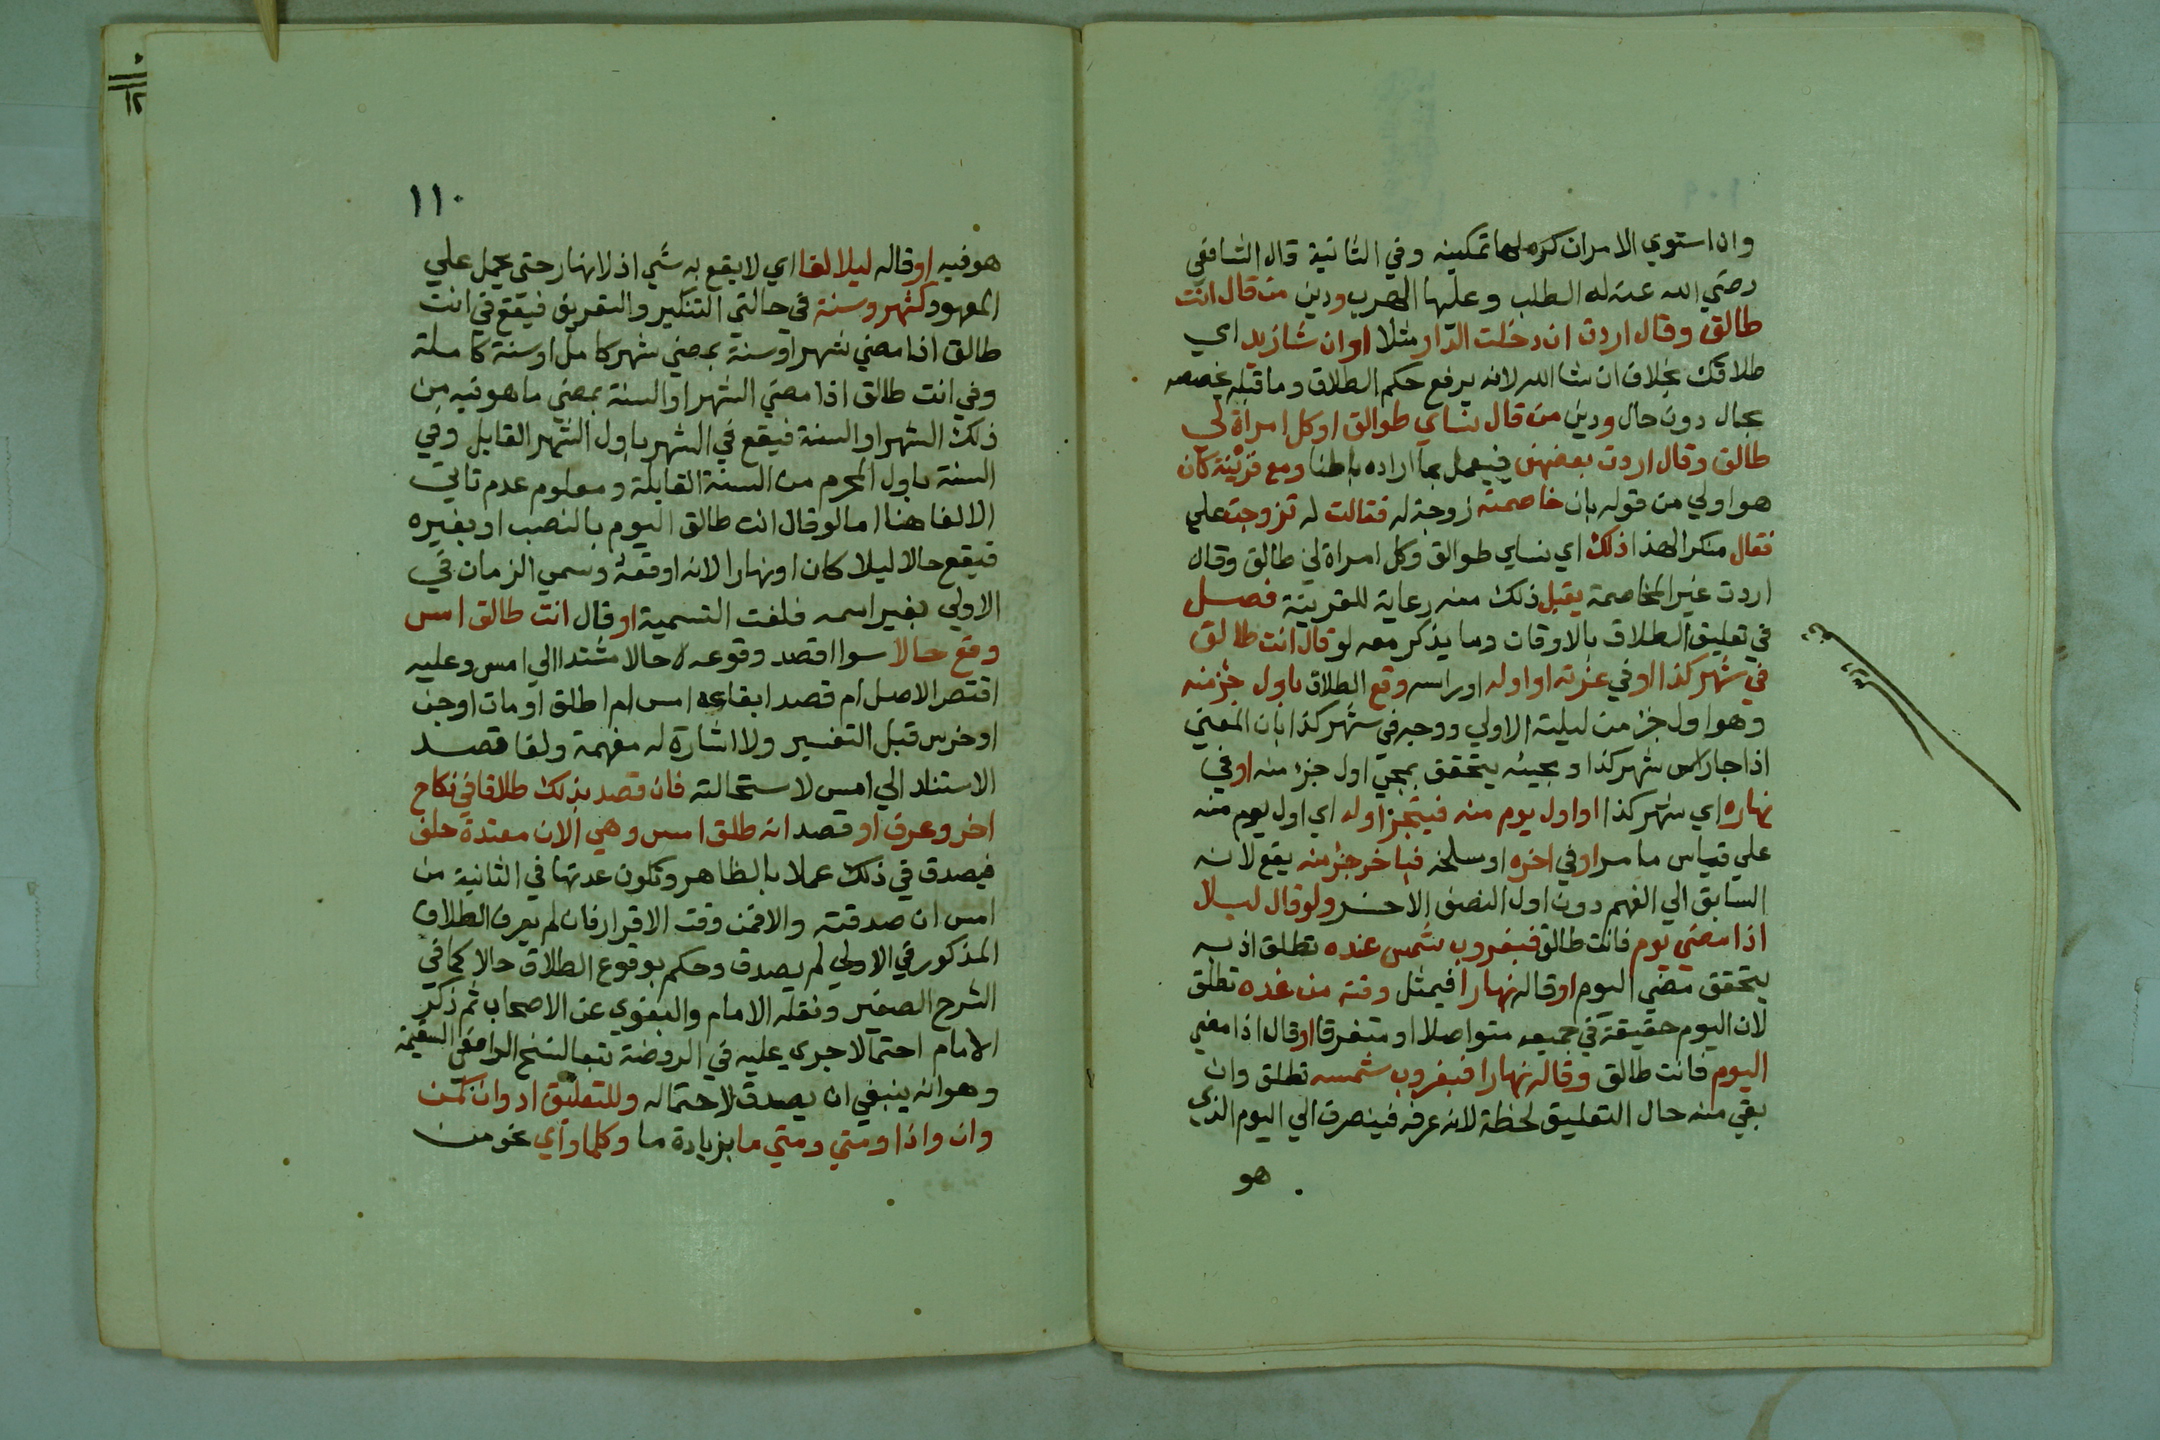 وان استوي الامران كره لها تمكينه وفي الثانية قال الشافعي
رضي الله عنه له الطلب وعليها الهرب ودين من قال انت
طالق وقال اردت ان دخلت الدار مثلا او ان شا زيد اي
طلاقك بخلاف ان شا الله لانه يرفع حكم الطلاق وما قبله يخصصه
بحال دون حال ودين من قال نساي طوالق او كل امراة لي
طالق وقال اردت بعضهن فيعمل بما اراده باطنا ومع قرينة كان
هو اولي من قوله بان خاصمته زوجة له فقالت له تزوجت علي
فقال منكرا لهذا ذلك اي نساي طوالق وكل امراة لي طالق وقال
اردت غير المخاصمة يقبل ذلك منه رعاية للقرينة فصل
في تعليق الطلاق بالاوقات وما يذكر معه لو قال انت طالق
في شهر كذا او في غرته او اوله او راسه وقع الطلاق باول جز منه
وهو اول جز من ليلته الاولي ووجه في شهر كذا بان المعني
اذا جا راس شهر كذا ومجيئه يتحقق بمجي اول جزء منه او في
نهاره اي شهر كذا او اول يوم منه فبفجر اوله اي اول يوم منه
علي قياس ما مر او في اخره او سلخه فباخر جز منه يقع لانه
السابق الي الفهم دون اول النصف الاخر ولو قال ليلا
اذا مضي يوم فانت طالق فبغروب شمس غده تطلق اذ به
يتحقق مضي اليوم او قاله نهارا فبمثل وقته من غده تطلق
لان اليوم حقيقة في جميعه متواصلا او متفرقا او قال اذا مضي
اليوم فانت طالق وقاله نهارا فبغروب شمسه تطلق وان
بقي منه حال التعليق لحظة لانه عرفه فينصرف الي اليوم الذي
هو
١١٠
هو فيه او قاله ليلا لغا اي لا يقع به شي اذ لا نهار حتي يحمل علي
المعهود كشهر وسنة في حالتي التنكير والتعريف فيقع في انت
طالق اذا مضي شهر او سنة بمضي شهر كامل او سنة كاملة
وفي انت طالق اذا مضي الشهر او السنة بمضي ما هو فيه من
ذلك الشهر او السنة فيقع في الشهر باول الشهر القابل وفي
السنة باول المحرم من السنة القابلة ومعلوم عدم تاتي
الالغا هنا اما لو قال انت طالق اليوم بالنصب او بغيره
فيقع حالا ليلا كان او نهارا لانه اوقعه وسمي الزمان في
الاولي بغير اسمه فلغت التسمية او قال انت طالق امس
وقع حالا سوا اقصد وقوعه حالا مستندا الي امس وعليه
اقتصر الاصل ام قصد ايقاعه امس ام اطلق او مات او جن
او خرس قبل التفسير ولا اشارة له مفهمة ولغا قصد
الاستناد الي امس لاستحالته فان قصد بذلك طلاقا في نكاح
اخر وعرف او قصد انه طلق امس وهي الان معتدة حلف
فيصدق في ذلك عملا بالظاهر وتكون عدتها في الثانية من
امس ان صدقته والا فمن وقت الاقرار فان لم يعرف الطلاق
المذكور في الاولي لم يصدق وحكم بوقوع الطلاق حالا كما في
الشرح الصغير ونقله الامام والبغوي عن الاصحاب ثم ذكر
الامام احتمالا جري عليه في الروضة تبعا لنسخ الرافعي السقيمة
وهو انه ينبغي ان يصدق لاحتماله وللتعليق ادوات كمن
وان واذا ومتي ومتي ما بزيادة ما وكلما واي نحو من